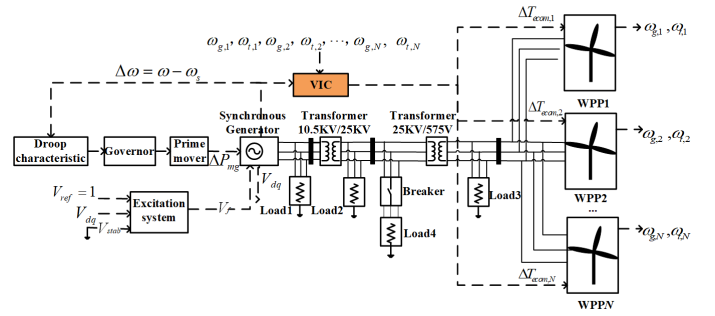 ω_{g,1}, ω_{t,1}, ω_{g,2}, ω_{t,2}, ⋯, ω_{g,N}, ω_{t,N}
ΔT_{ecom,1}
ω_{g,1}, ω_{t,1}
WPP1
Δω = ω − ω_s
VIC
Synchronous
Generator
Transformer
10.5KV/25KV
Transformer
25KV/575V
ΔT_{ecom,2}
ω_{g,2}, ω_{t,2}
WPP2
...
Droop
characteristic
Governor
Prime
mover
ΔP_{mg}
V_{dq}
Load1
Load2
Breaker
Load3
Load4
V_{ref} = 1
V_{dq}
V_{stab}
Excitation
system
V_f
ΔT_{ecom,N}
ω_{g,N}, ω_{t,N}
WPPN